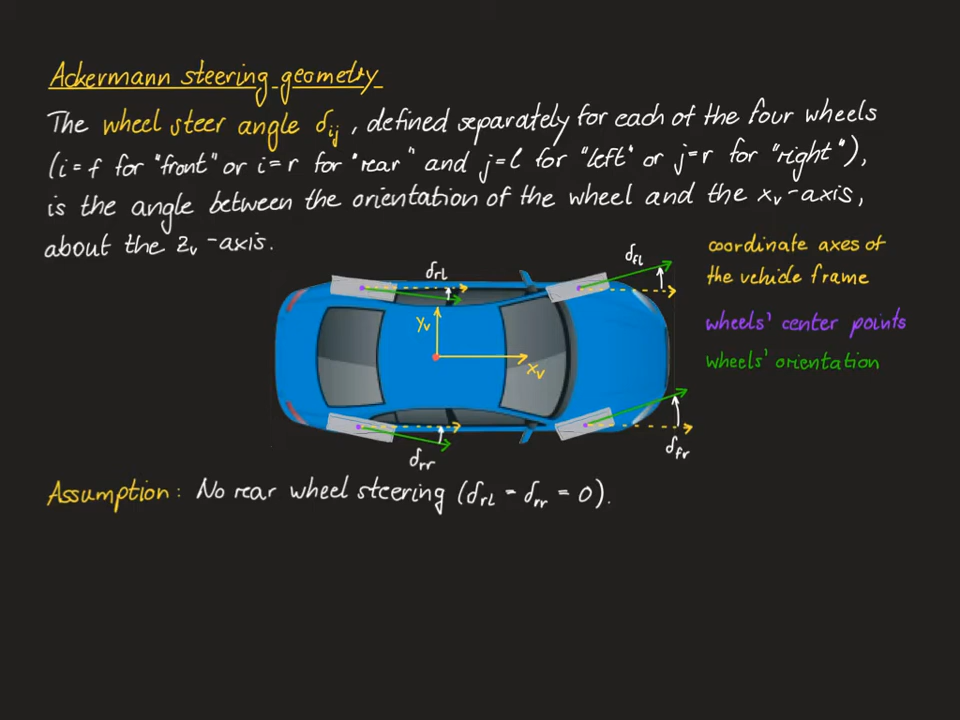 Ackermann steering geometry
The wheel steer angle δij, defined separately for each of the four wheels
(i=f for "front" or i=r for "rear" and j=l for "left" or j=r for "right"),
is the angle between the orientation of the wheel and the xv-axis,
about the zv-axis.
coordinate axes of
the vehicle frame
wheels' center points
wheels' orientation
δrl
δfl
yv
xv
δrr
δfr
Assumption: No rear wheel steering (δrl = δrr = 0).